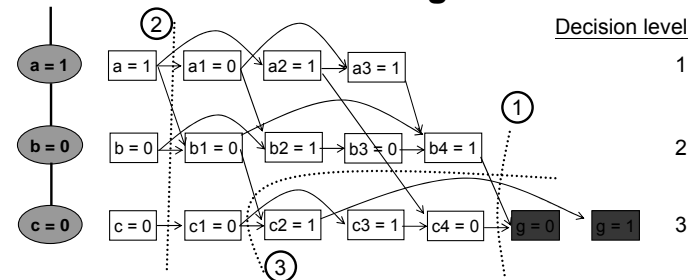 Decision level
2
a = 1 a = 1 a1 = 0 a2 = 1 a3 = 1 1
1
b = 0 b = 0 b1 = 0 b2 = 1 b3 = 0 b4 = 1 2
c = 0 c = 0 c1 = 0 c2 = 1 c3 = 1 c4 = 0 g = 0 g = 1 3
3